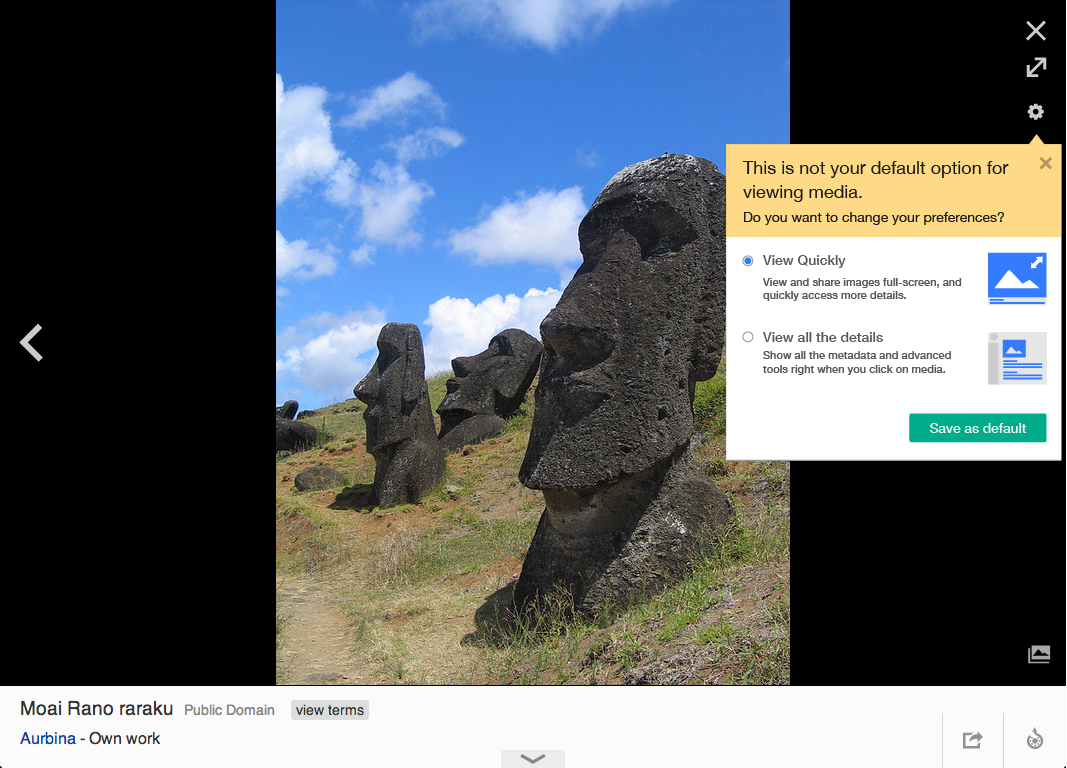 This is not your default option for
viewing media.
Do you want to change your preferences?
View Quickly
View and share images full-screen, and
quickly access more details.
View all the details
Show all the metadata and advanced
tools right when you click on media.
Save as default
Moai Rano raraku Public Domain view terms
Aurbina - Own work